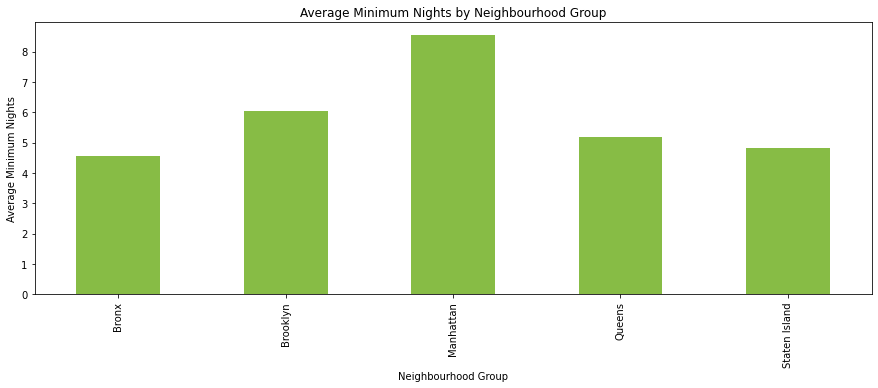 Average Minimum Nights by Neighbourhood Group
Average Minimum Nights
8
7
6
5
4
3
2
1
0
Bronx
Brooklyn
Manhattan
Queens
Staten Island
Neighbourhood Group